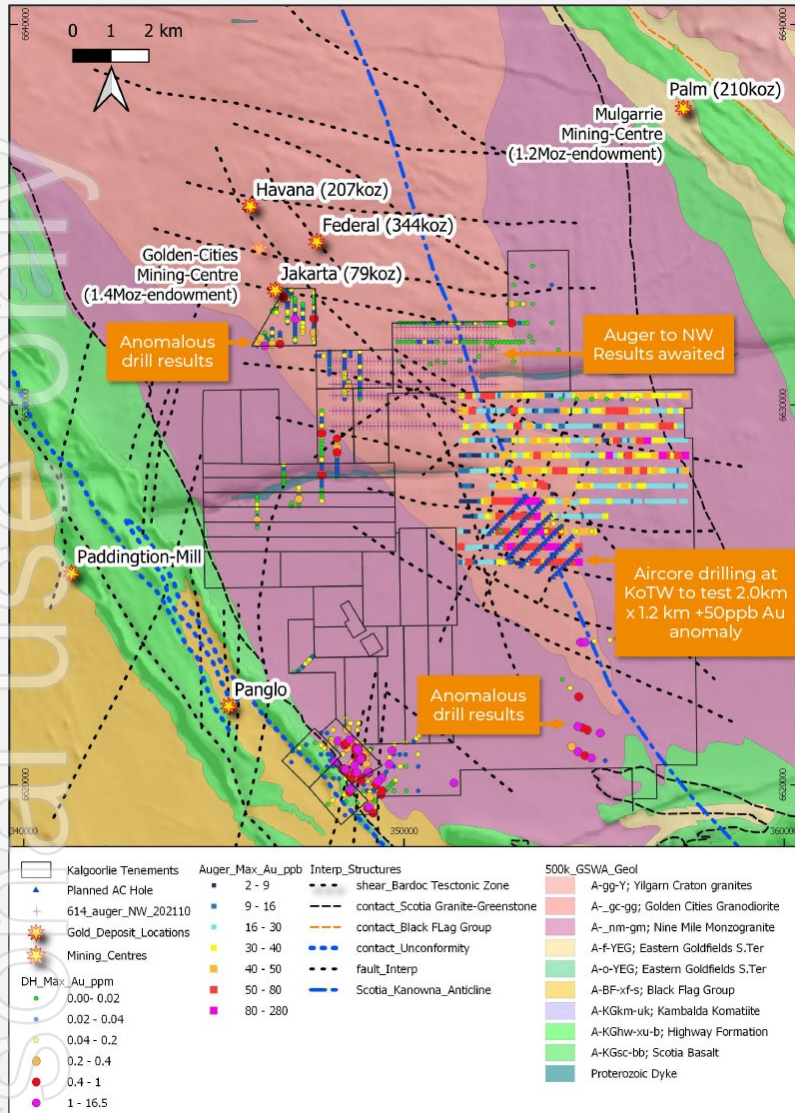 6640000
6640000
0 1 2 km
Palm (210koz)
Mulgarrie
Mining-Centre
(1.2Moz-endowment)
Havana (207koz)
Federal (344koz)
Golden-Cities
Mining-Centre
(1.4Moz-endowment)
Jakarta (79koz)
Anomalous
drill results
Auger to NW
Results awaited
6630000
6630000
Paddingtion-Mill
Aircore drilling at
KoTW to test 2.0km
x 1.2 km +50ppb Au
anomaly
Panglo
Anomalous
drill results
6620000
6620000
340000
350000
360000
sonal use only
Kalgoorlie Tenements
Planned AC Hole
614_auger_NW_202110
Gold_Deposit_Locations
Mining_Centres
DH_Max_Au_ppm
0.00- 0.02
0.02 - 0.04
0.04 - 0.2
0.2 - 0.4
0.4 - 1
1 - 16.5
Auger_Max_Au_ppb
2 - 9
9 - 16
16 - 30
30 - 40
40 - 50
50 - 80
80 - 280
Interp_Structures
shear_Bardoc Tesctonic Zone
contact_Scotia Granite-Greenstone
contact_Black FLag Group
contact_Unconformity
fault_Interp
Scotia_Kanowna_Anticline
500k_GSWA_Geol
A-gg-Y; Yilgarn Craton granites
A-_gc-gg; Golden Cities Granodiorite
A-_nm-gm; Nine Mile Monzogranite
A-f-YEG; Eastern Goldfields S.Ter
A-o-YEG; Eastern Goldfields S.Ter
A-BF-xf-s; Black Flag Group
A-KGkm-uk; Kambalda Komatiite
A-KGhw-xu-b; Highway Formation
A-KGsc-bb; Scotia Basalt
Proterozoic Dyke